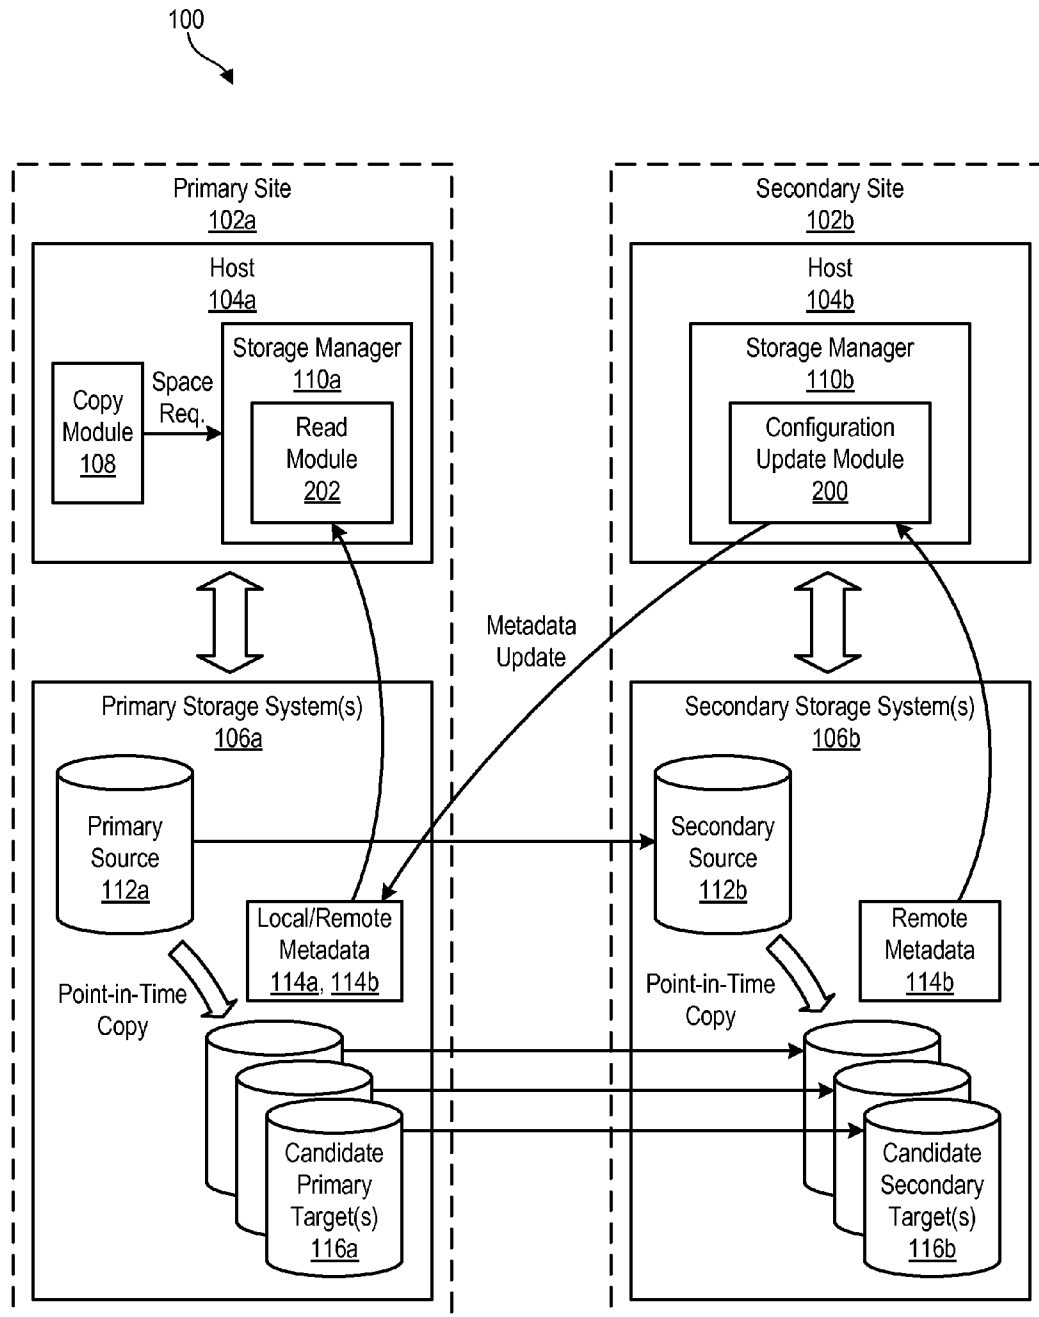 100
Primary Site
102a
Host
104a
Storage Manager
110a
Copy
Module
108
Space
Req.
Read
Module
202
Secondary Site
102b
Host
104b
Storage Manager
110b
Configuration
Update Module
200
Metadata
Update
Primary Storage System(s)
106a
Primary
Source
112a
Local/Remote
Metadata
114a, 114b
Point-in-Time
Copy
Candidate
Primary
Target(s)
116a
Secondary Storage System(s)
106b
Secondary
Source
112b
Remote
Metadata
114b
Point-in-Time
Copy
Candidate
Secondary
Target(s)
116b